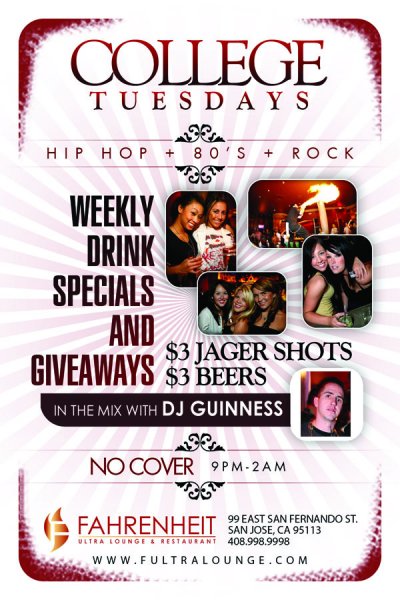 COLLEGE
TUESDAYS
HIP HOP + 80'S + ROCK
WEEKLY
DRINK
SPECIALS
AND
GIVEAWAYS
$3 JAGER SHOTS
$3 BEERS
IN THE MIX WITH DJ GUINNESS
NO COVER 9PM-2AM
FAHRENHEIT
ULTRA LOUNGE & RESTAURANT
99 EAST SAN FERNANDO ST.
SAN JOSE, CA 95113
408.998.9998
WWW.FULTRALOUNGE.COM